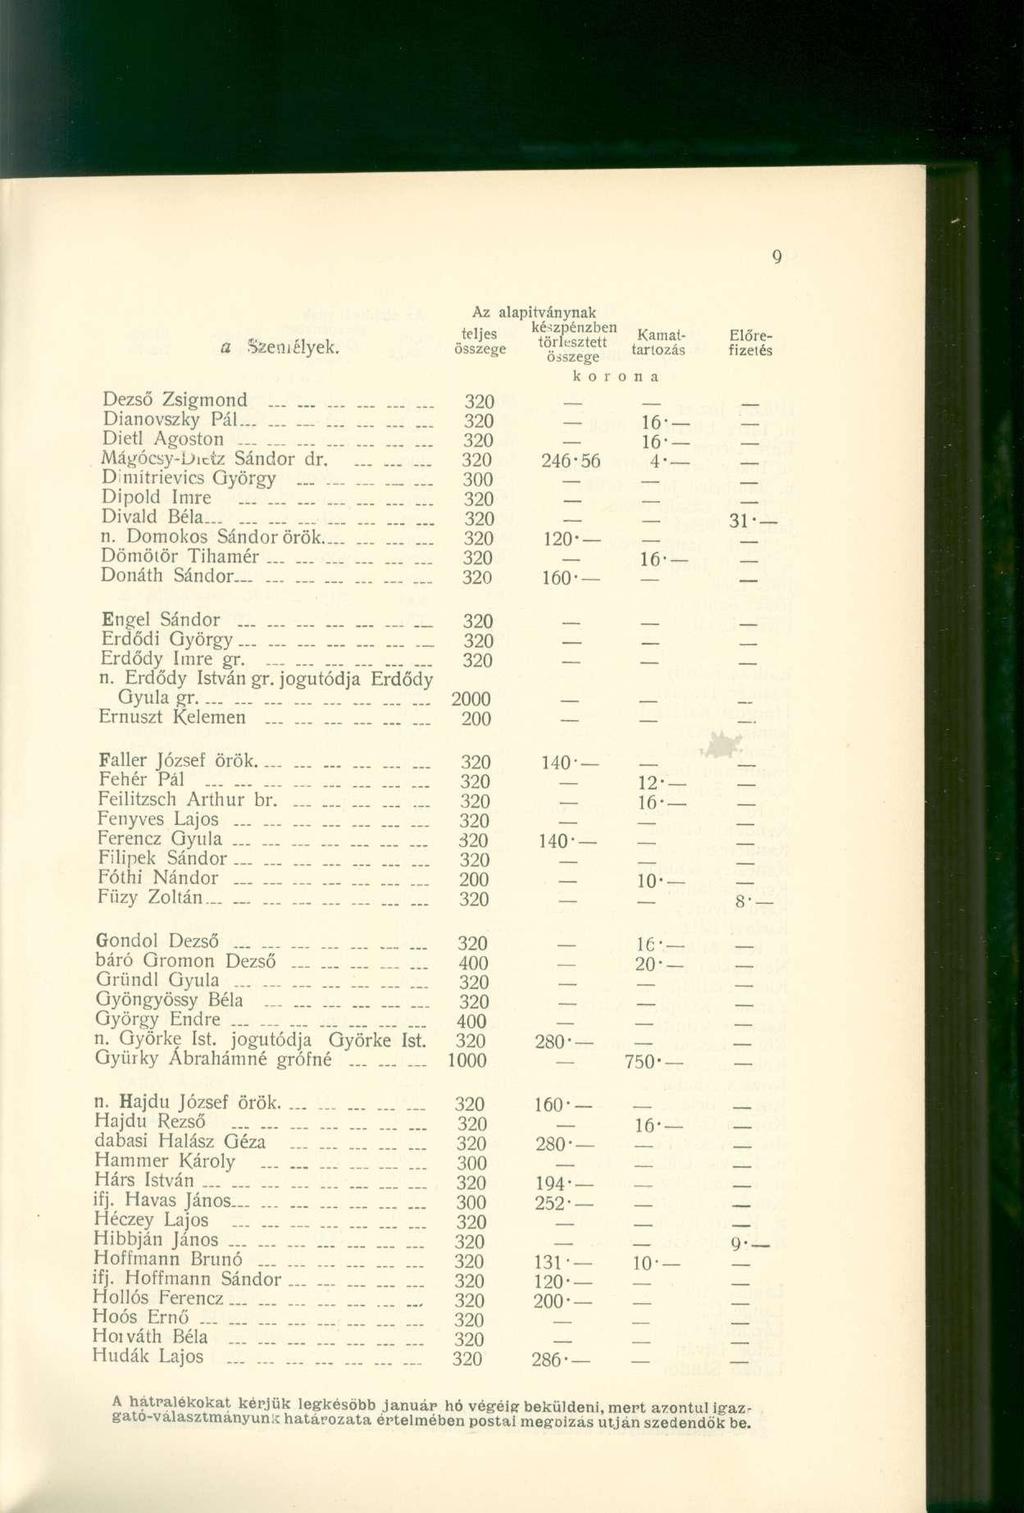 9
Az alapitványnak
a Személyek. teljes összege készpénzben törlesztett összege Kamat-tartozás Előre-fizetés
korona
Dezső Zsigmond 320 — — —
Dianovszky Pál 320 — 16·— —
Dietl Agoston 320 — 16·— —
Mágócsy-Dietz Sándor dr. 320 246·56 4·— —
Dimitrievics György 300 — — —
Dipold Imre 320 — — —
Divald Béla 320 — — 31·—
n. Domokos Sándor örök. 320 120·— — —
Dömötör Tihamér 320 — 16·— —
Donáth Sándor 320 160·— — —
Engel Sándor 320 — — —
Erdődi György 320 — — —
Erdődy Imre gr. 320 — — —
n. Erdődy István gr. jogutódja Erdődy
Gyula gr. 2000 — — —
Ernuszt Kelemen 200 — — —
Faller József örök. 320 140·— — —
Fehér Pál 320 — 12·— —
Feilitzsch Arthur br. 320 — 16·— —
Fenyves Lajos 320 — — —
Ferencz Gyula 320 140·— — —
Filipek Sándor 320 — — —
Fóthi Nándor 200 — 10·— —
Füzy Zoltán 320 — — 8·—
Gondol Dezső 320 — 16·— —
báró Gromon Dezső 400 — 20·— —
Gründl Gyula 320 — — —
Gyöngyössy Béla 320 — — —
György Endre 400 — — —
n. Györke Ist. jogutódja Györke Ist. 320 280·— — —
Gyürky Ábrahámné grófné 1000 — 750·— —
n. Hajdu József örök. 320 160·— — —
Hajdu Rezső 320 — 16·— —
dabasi Halász Géza 320 280·— — —
Hammer Károly 300 — — —
Hárs István 320 194·— — —
ifj. Havas János 300 252·— — —
Héczey Lajos 320 — — —
Hibbján János 320 — — 9·—
Hoffmann Brunó 320 131·— 10·— —
ifj. Hoffmann Sándor 320 120·— — —
Hollós Ferencz 320 200·— — —
Hoós Ernő 320 — — —
Horváth Béla 320 — — —
Hudák Lajos 320 286·— — —
A hátralékokat kérjük legkésöbb január hó végéig beküldeni, mert azontul igaz-
gató-választmányunk határozata értelmében postai megbizás utján szedendök be.